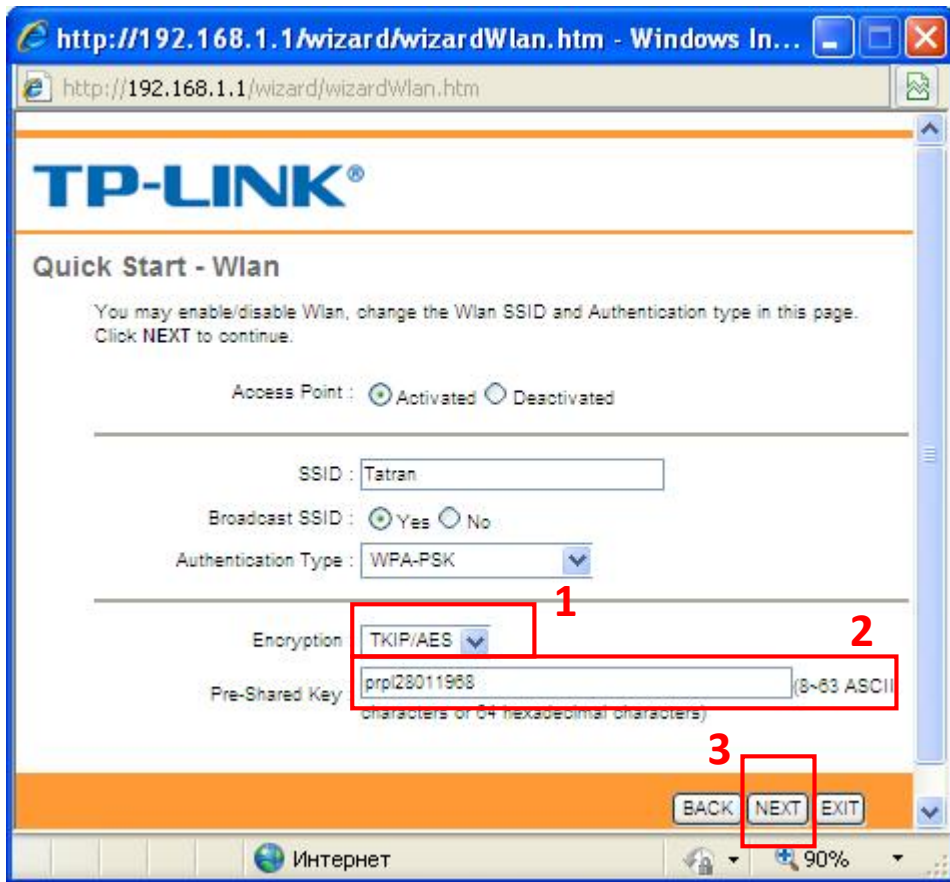 http://192.168.1.1/wizard/wizardWlan.htm - Windows In...
http://192.168.1.1/wizard/wizardWlan.htm
TP-LINK®
Quick Start - Wlan
You may enable/disable Wlan, change the Wlan SSID and Authentication type in this page.
Click NEXT to continue.
Access Point : Activated Deactivated
SSID : Tatran
Broadcast SSID : Yes No
Authentication Type : WPA-PSK
1
Encryption TKIP/AES
2
Pre-Shared Key prpl28011968 (8~63 ASCII
characters or 64 hexadecimal characters)
3
BACK NEXT EXIT
Интернет 90%